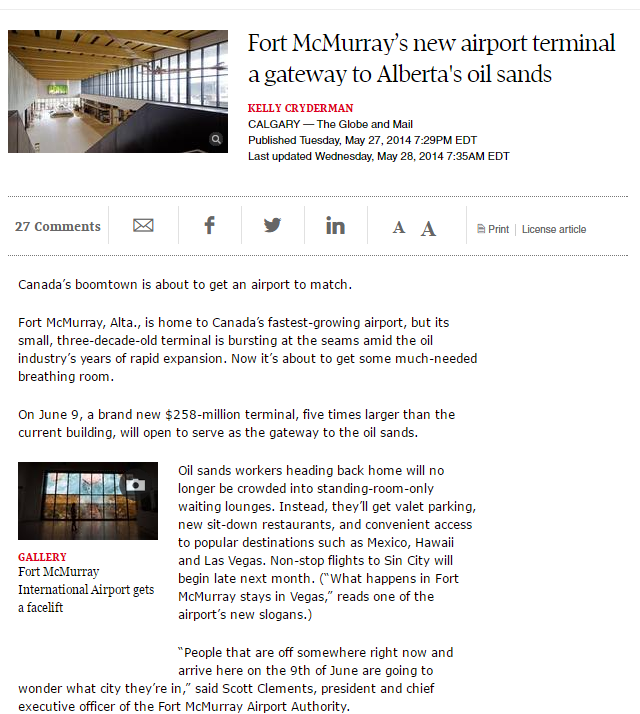 Fort McMurray’s new airport terminal
a gateway to Alberta's oil sands
KELLY CRYDERMAN
CALGARY — The Globe and Mail
Published Tuesday, May 27, 2014 7:29PM EDT
Last updated Wednesday, May 28, 2014 7:35AM EDT
27 Comments
f
in
A A
Print
License article
Canada’s boomtown is about to get an airport to match.
Fort McMurray, Alta., is home to Canada’s fastest-growing airport, but its
small, three-decade-old terminal is bursting at the seams amid the oil
industry’s years of rapid expansion. Now it’s about to get some much-needed
breathing room.
On June 9, a brand new $258-million terminal, five times larger than the
current building, will open to serve as the gateway to the oil sands.
GALLERY
Fort McMurray
International Airport gets
a facelift
Oil sands workers heading back home will no
longer be crowded into standing-room-only
waiting lounges. Instead, they’ll get valet parking,
new sit-down restaurants, and convenient access
to popular destinations such as Mexico, Hawaii
and Las Vegas. Non-stop flights to Sin City will
begin late next month. (“What happens in Fort
McMurray stays in Vegas,” reads one of the
airport’s new slogans.)
“People that are off somewhere right now and
arrive here on the 9th of June are going to
wonder what city they’re in,” said Scott Clements, president and chief
executive officer of the Fort McMurray Airport Authority.